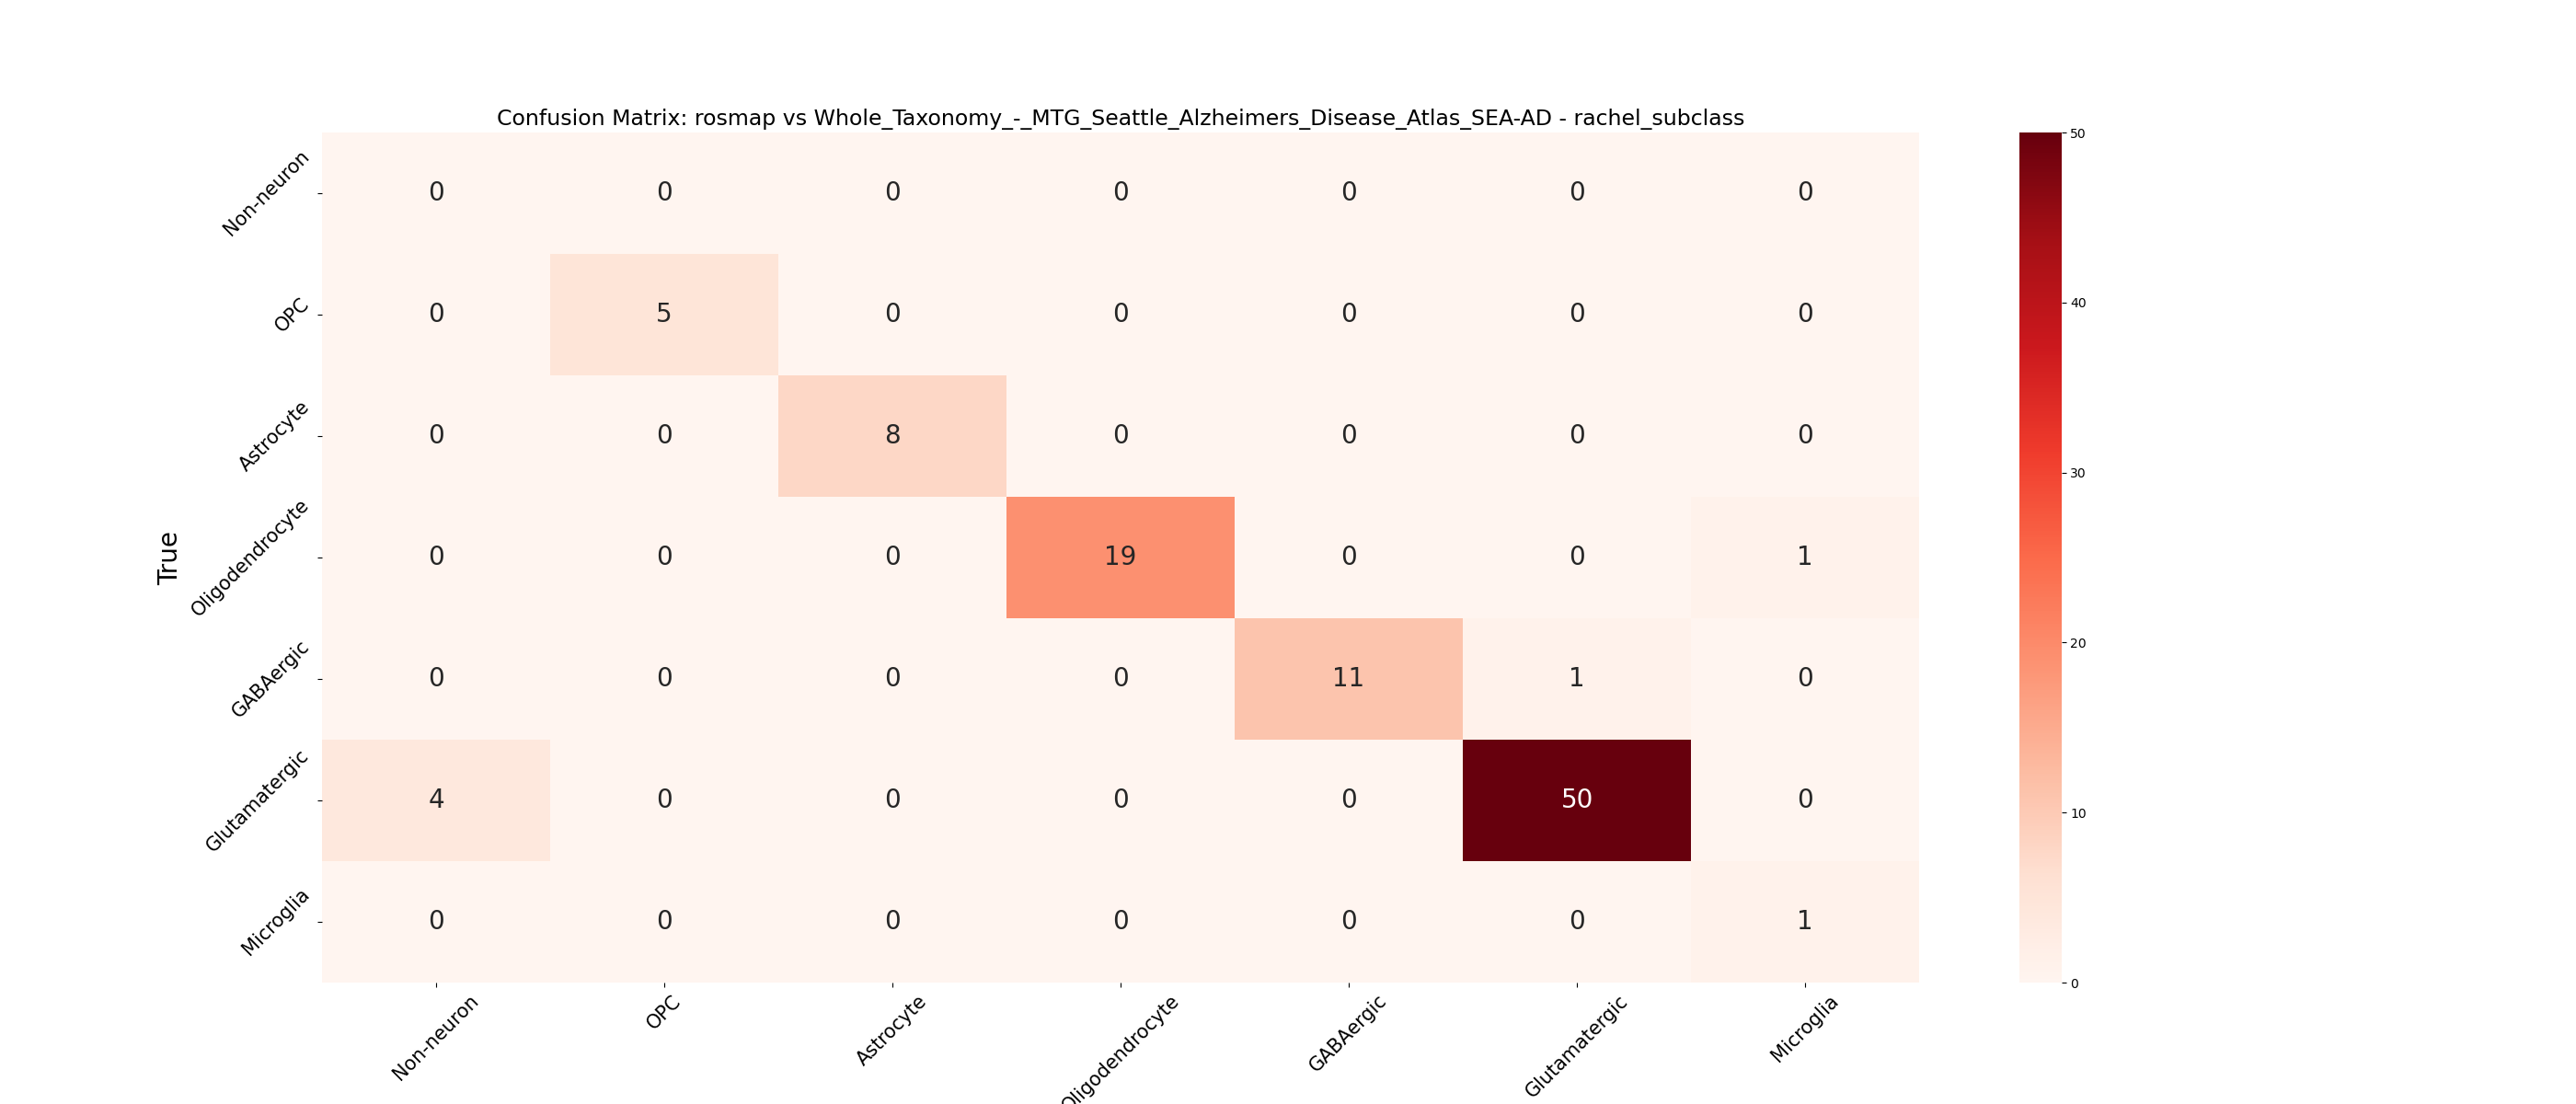 Confusion Matrix: rosmap vs Whole_Taxonomy_-_MTG_Seattle_Alzheimers_Disease_Atlas_SEA-AD - rachel_subclass
True
Non-neuron 0 0 0 0 0 0 0
OPC 0 5 0 0 0 0 0
Astrocyte 0 0 8 0 0 0 0
Oligodendrocyte 0 0 0 19 0 0 1
GABAergic 0 0 0 0 11 1 0
Glutamatergic 4 0 0 0 0 50 0
Microglia 0 0 0 0 0 0 1
Non-neuron OPC Astrocyte Oligodendrocyte GABAergic Glutamatergic Microglia
50
40
30
20
10
0